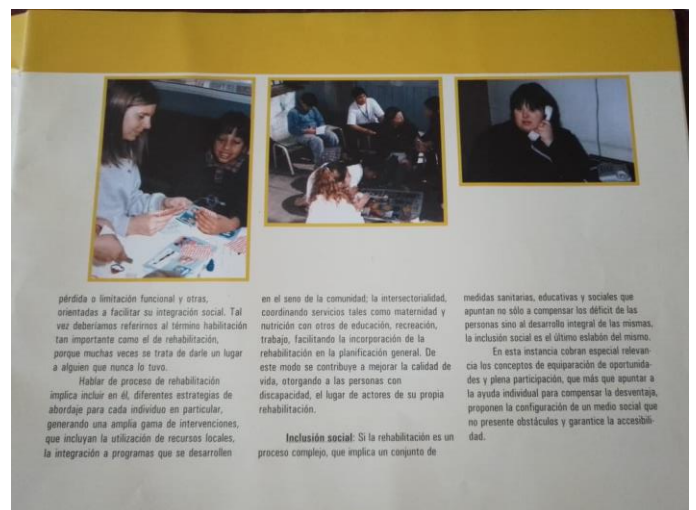 pérdida o limitación funcional y otras,
orientadas a facilitar su integración social. Tal
vez deberíamos referirnos al término habilitación
tan importante como el de rehabilitación,
porque muchas veces se trata de darle un lugar
a alguien que nunca lo tuvo.
Hablar de proceso de rehabilitación
implica incluir en él, diferentes estrategias de
abordaje para cada individuo en particular,
generando una amplia gama de intervenciones,
que incluyan la utilización de recursos locales,
la integración a programas que se desarrollen
en el seno de la comunidad; la intersectorialidad,
coordinando servicios tales como maternidad y
nutrición con otros de educación, recreación,
trabajo, facilitando la incorporación de la
rehabilitación en la planificación general. De
este modo se contribuye a mejorar la calidad de
vida, otorgando a las personas con
discapacidad, el lugar de actores de su propia
rehabilitación.
Inclusión social: Si la rehabilitación es un
proceso complejo, que implica un conjunto de
medidas sanitarias, educativas y sociales que
apuntan no sólo a compensar los déficit de las
personas sino al desarrollo integral de las mismas,
la inclusión social es el último eslabón del mismo.
En esta instancia cobran especial relevan-
cia los conceptos de equiparación de oportunida-
des y plena participación, que más que apuntar a
la ayuda individual para compensar la desventaja,
proponen la configuración de un medio social que
no presente obstáculos y garantice la accesibili-
dad.